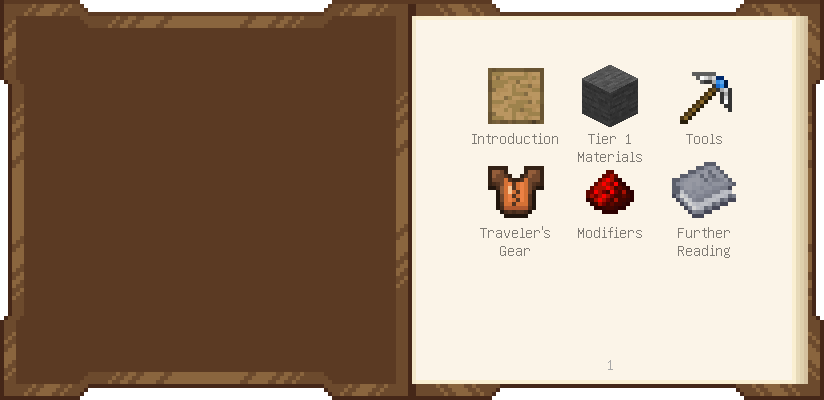 Introduction
Tier 1
Materials
Tools
Traveler's
Gear
Modifiers
Further
Reading
1